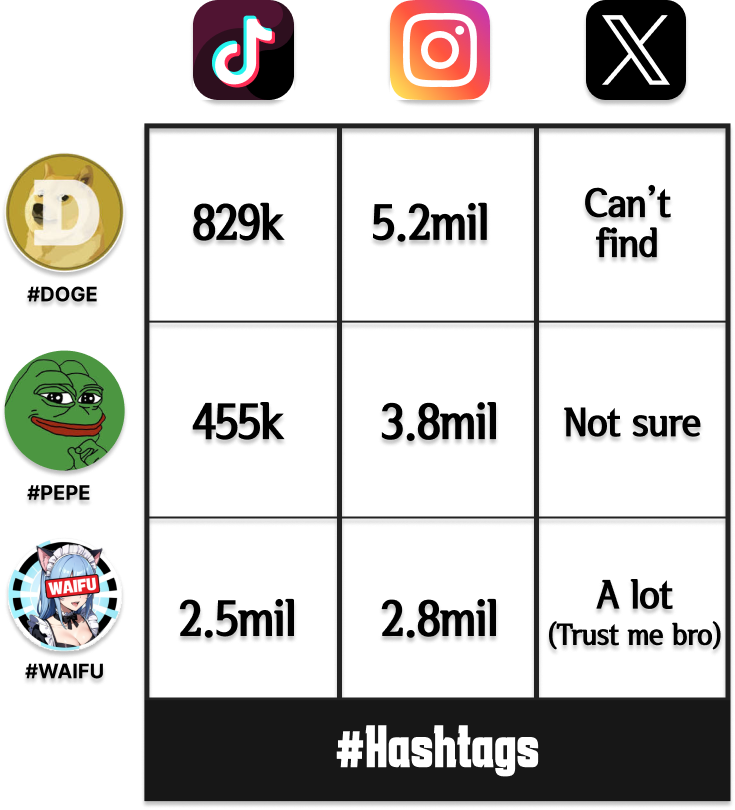 829k
5.2mil
Can't
find
D
#DOGE
455k
3.8mil
Not sure
#PEPE
WAIFU
2.5mil
2.8mil
A lot
(Trust me bro)
#WAIFU
#Hashtags